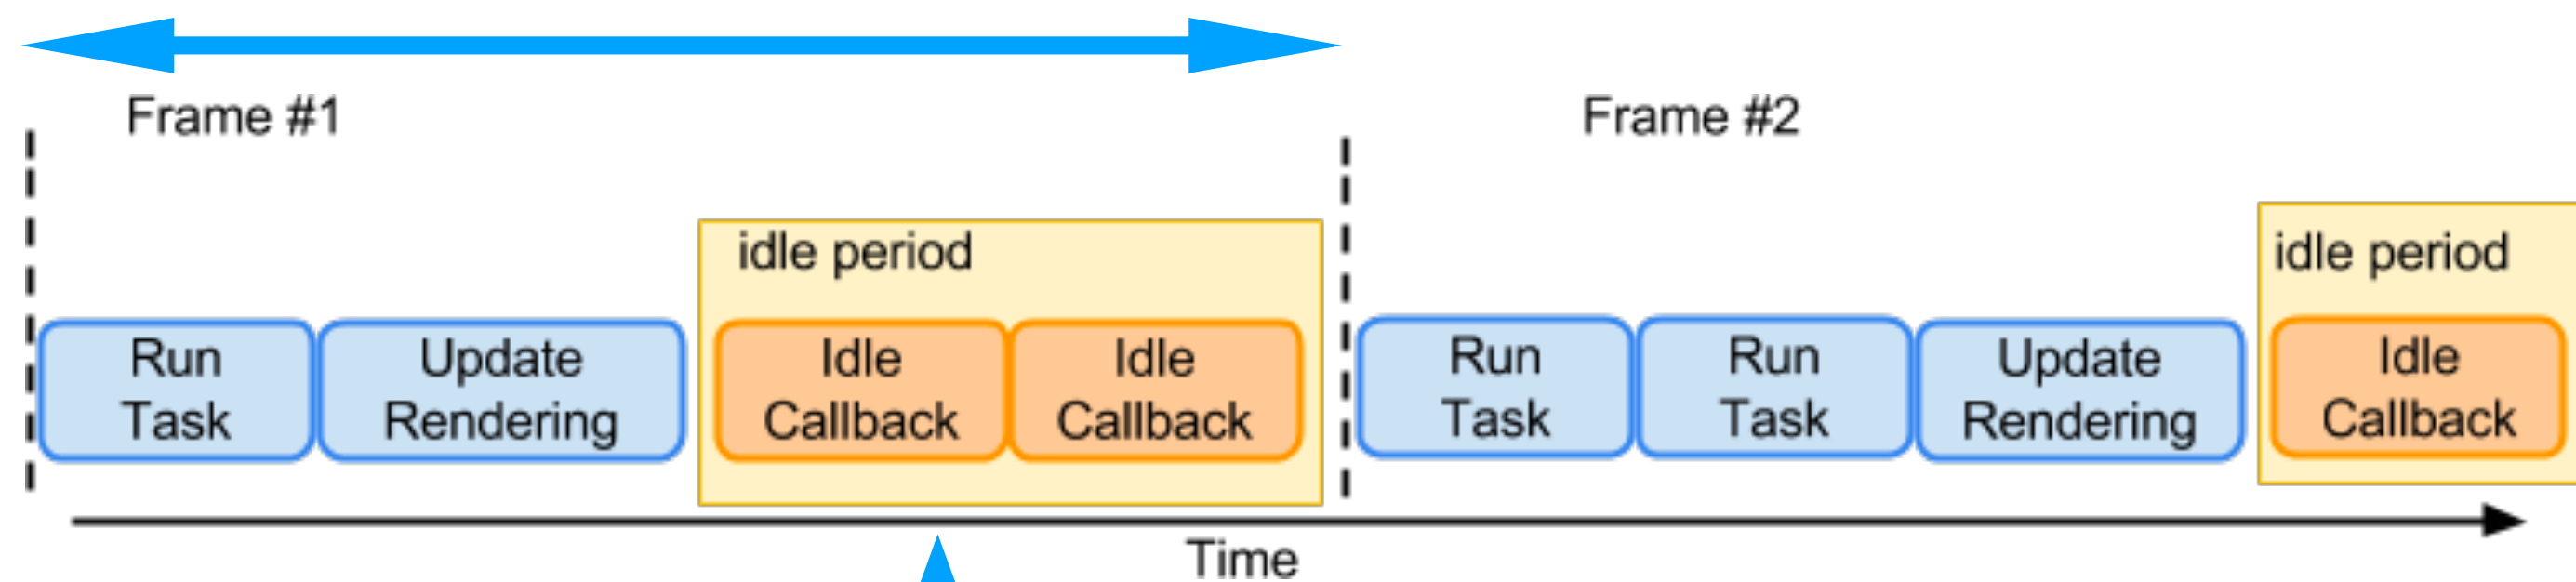 Frame #1
Frame #2
idle period
idle period
Run
Task
Update
Rendering
Idle
Callback
Idle
Callback
Run
Task
Run
Task
Update
Rendering
Idle
Callback
Time